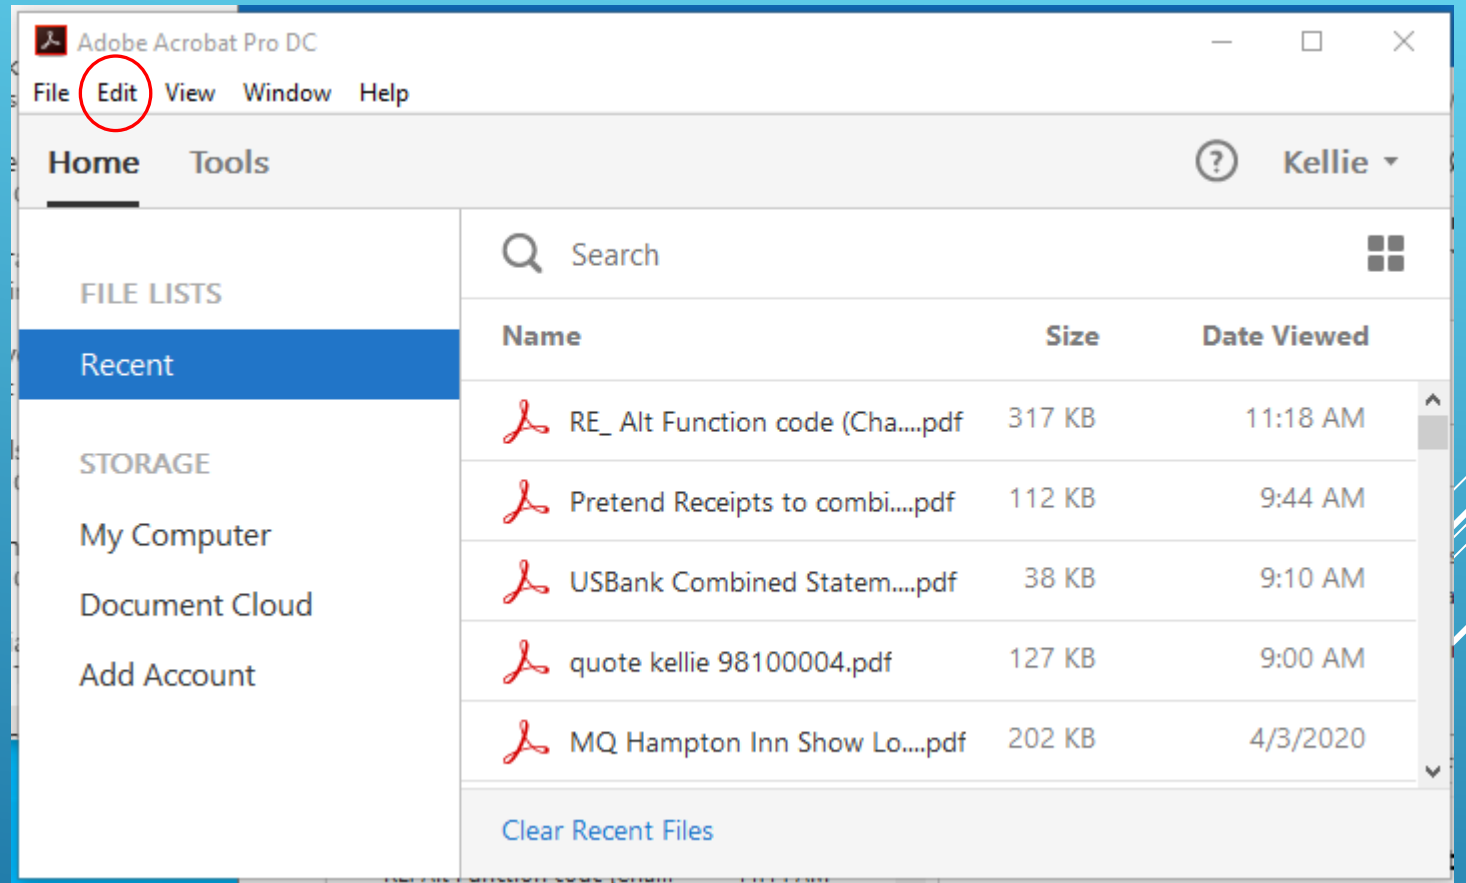 Adobe Acrobat Pro DC
File Edit View Window Help
Home Tools Kellie
FILE LISTS
Recent
STORAGE
My Computer
Document Cloud
Add Account
Search
Name Size Date Viewed
RE_ Alt Function code (Cha....pdf 317 KB 11:18 AM
Pretend Receipts to combi....pdf 112 KB 9:44 AM
USBank Combined Statem....pdf 38 KB 9:10 AM
quote kellie 98100004.pdf 127 KB 9:00 AM
MQ Hampton Inn Show Lo....pdf 202 KB 4/3/2020
Clear Recent Files